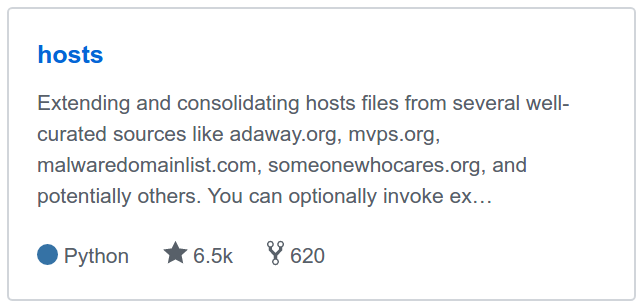 hosts
Extending and consolidating hosts files from several well-
curated sources like adaway.org, mvps.org,
malwaredomainlist.com, someonewhocares.org, and
potentially others. You can optionally invoke ex…
Python 6.5k 620